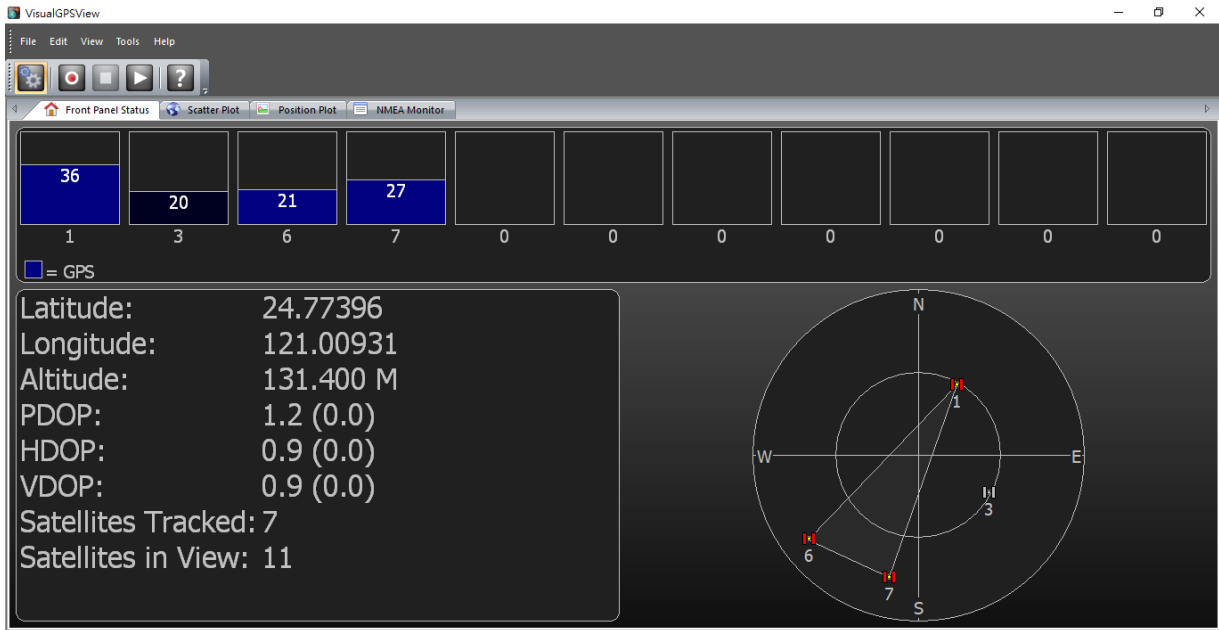 VisualGPSView
File Edit View Tools Help
Front Panel Status Scatter Plot Position Plot NMEA Monitor
36 20 21 27
1 3 6 7 0 0 0 0 0 0 0
= GPS
Latitude: 24.77396
Longitude: 121.00931
Altitude: 131.400 M
PDOP: 1.2 (0.0)
HDOP: 0.9 (0.0)
VDOP: 0.9 (0.0)
Satellites Tracked: 7
Satellites in View: 11
N
1
W E
3
6
7
S